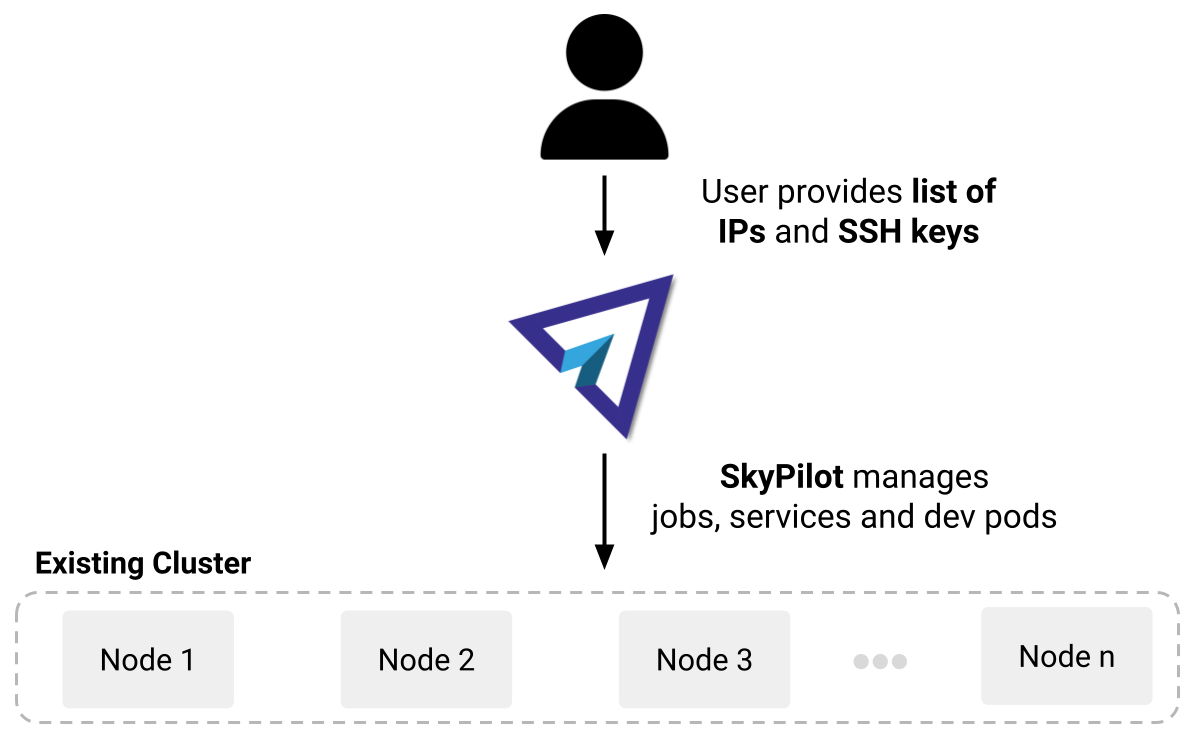 User provides list of
IPs and SSH keys
SkyPilot manages
jobs, services and dev pods
Existing Cluster
Node 1
Node 2
Node 3
Node n